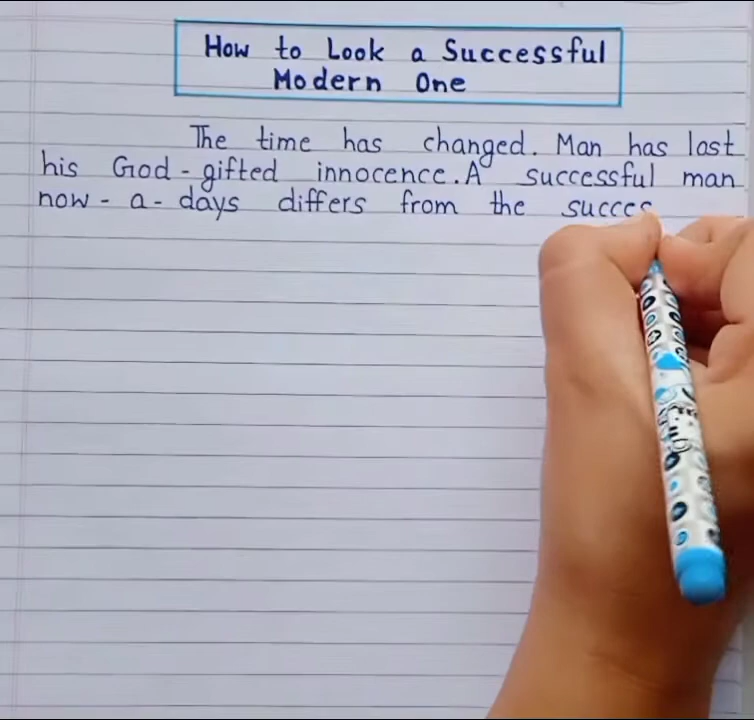 How to Look a Successful
Modern One
The time has changed. Man has lost
his God-gifted innocence. A successful man
now-a-days differs from the succes